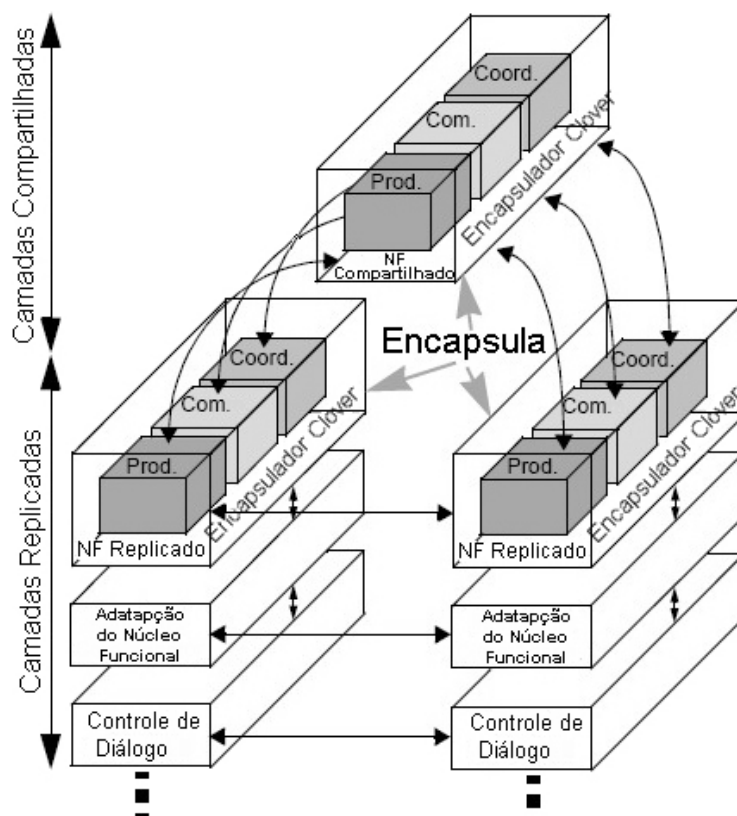 Camadas Compartilhadas
Coord.
Com.
Prod.
NF
Compartilhado
Encapsulador Clover
Encapsula
Camadas Replicadas
Coord.
Com.
Prod.
NF Replicado
Encapsulador Clover
Adatapção
do Núcleo
Funcional
Controle de
Diálogo
Coord.
Com.
Prod.
NF Replicado
Encapsulador Clover
Adatapção
do Núcleo
Funcional
Controle de
Diálogo